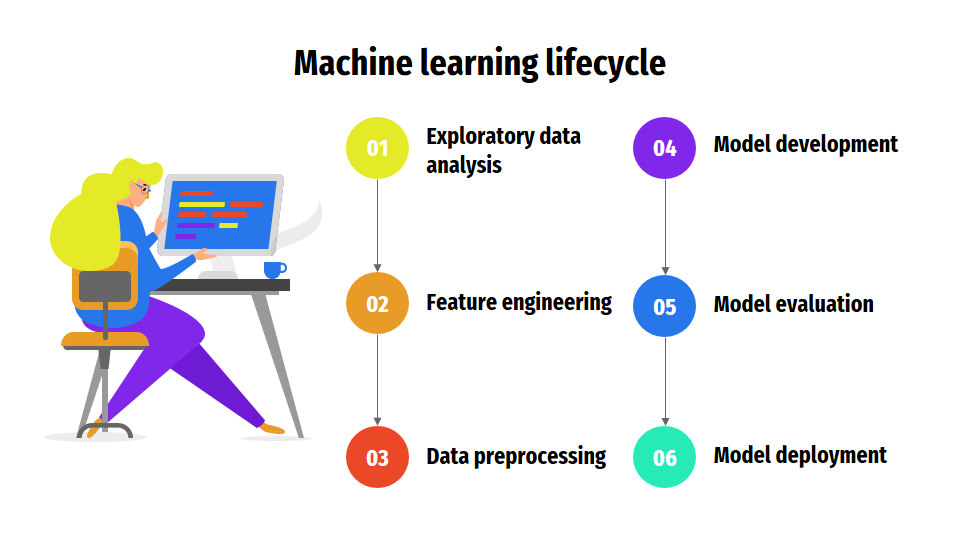 Machine learning lifecycle
01
Exploratory data
analysis
02
Feature engineering
03
Data preprocessing
04
Model development
05
Model evaluation
06
Model deployment